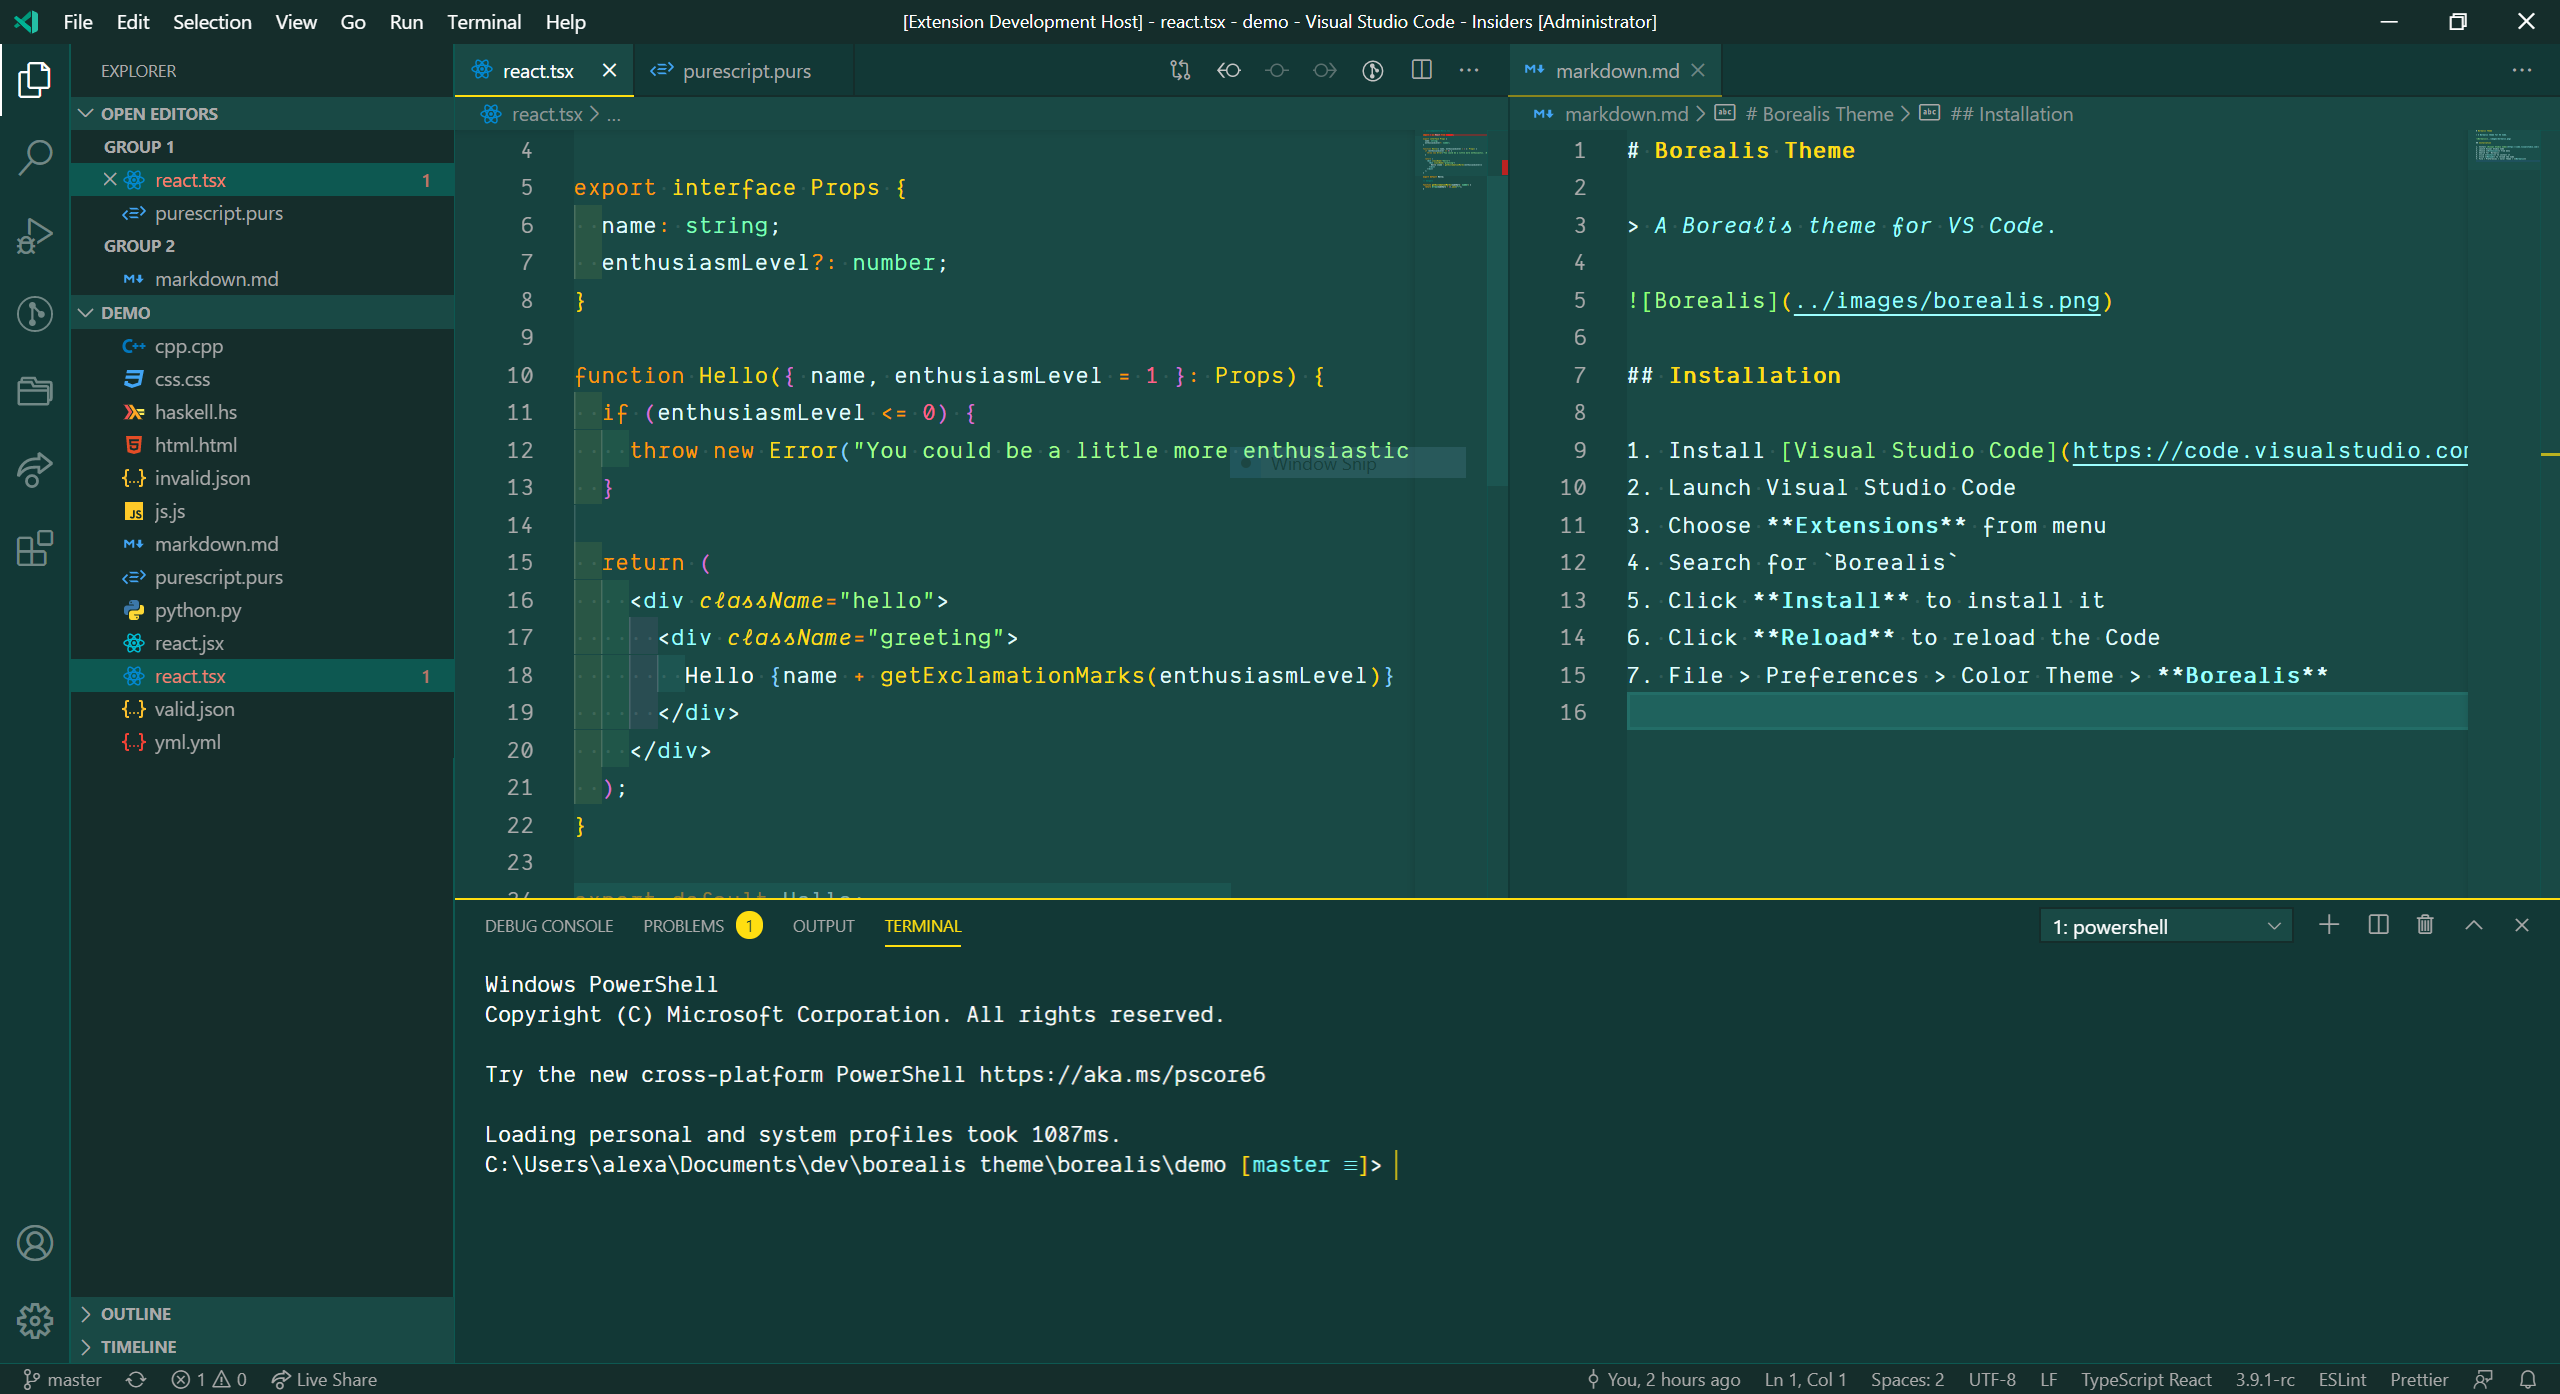 File Edit Selection View Go Run Terminal Help
[Extension Development Host] - react.tsx - demo - Visual Studio Code - Insiders [Administrator]
EXPLORER
OPEN EDITORS
GROUP 1
react.tsx 1
purescript.purs
GROUP 2
markdown.md
DEMO
cpp.cpp
css.css
haskell.hs
html.html
invalid.json
js.js
markdown.md
purescript.purs
python.py
react.jsx
react.tsx 1
valid.json
yml.yml
OUTLINE
TIMELINE
react.tsx
purescript.purs
react.tsx > ...
4
5 export interface Props {
6 name: string;
7 enthusiasmLevel?: number;
8 }
9
10 function Hello({ name, enthusiasmLevel = 1 }: Props) {
11 if (enthusiasmLevel <= 0) {
12 throw new Error("You could be a little more enthusiastic
Window Snip
13 }
14
15 return (
16 <div className="hello">
17 <div className="greeting">
18 Hello {name + getExclamationMarks(enthusiasmLevel)}
19 </div>
20 </div>
21 );
22 }
23
24 export default Hello;
markdown.md
markdown.md > # Borealis Theme > ## Installation
1 # Borealis Theme
2
3 > A Borealis theme for VS Code.
4
5 ![Borealis](../images/borealis.png)
6
7 ## Installation
8
9 1. Install [Visual Studio Code](https://code.visualstudio.com
10 2. Launch Visual Studio Code
11 3. Choose **Extensions** from menu
12 4. Search for `Borealis`
13 5. Click **Install** to install it
14 6. Click **Reload** to reload the Code
15 7. File > Preferences > Color Theme > **Borealis**
16
DEBUG CONSOLE PROBLEMS 1 OUTPUT TERMINAL
1: powershell
Windows PowerShell
Copyright (C) Microsoft Corporation. All rights reserved.
Try the new cross-platform PowerShell https://aka.ms/pscore6
Loading personal and system profiles took 1087ms.
C:\Users\alexa\Documents\dev\borealis theme\borealis\demo [master ≡]>
master 1 0 Live Share
You, 2 hours ago Ln 1, Col 1 Spaces: 2 UTF-8 LF TypeScript React 3.9.1-rc ESLint Prettier